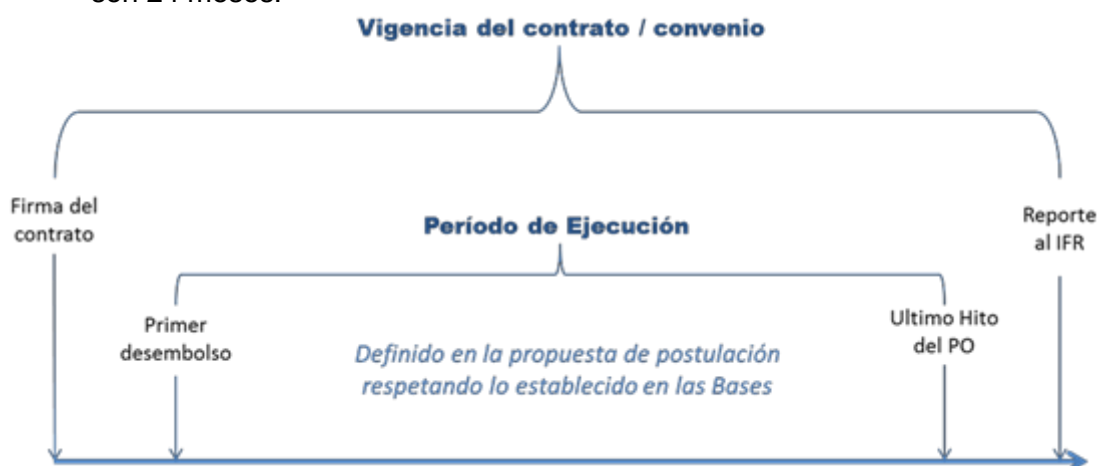 Vigencia del contrato / convenio
Firma del
contrato
Reporte
al IFR
Período de Ejecución
Primer
desembolso
Ultimo Hito
del PO
Definido en la propuesta de postulación
respetando lo establecido en las Bases